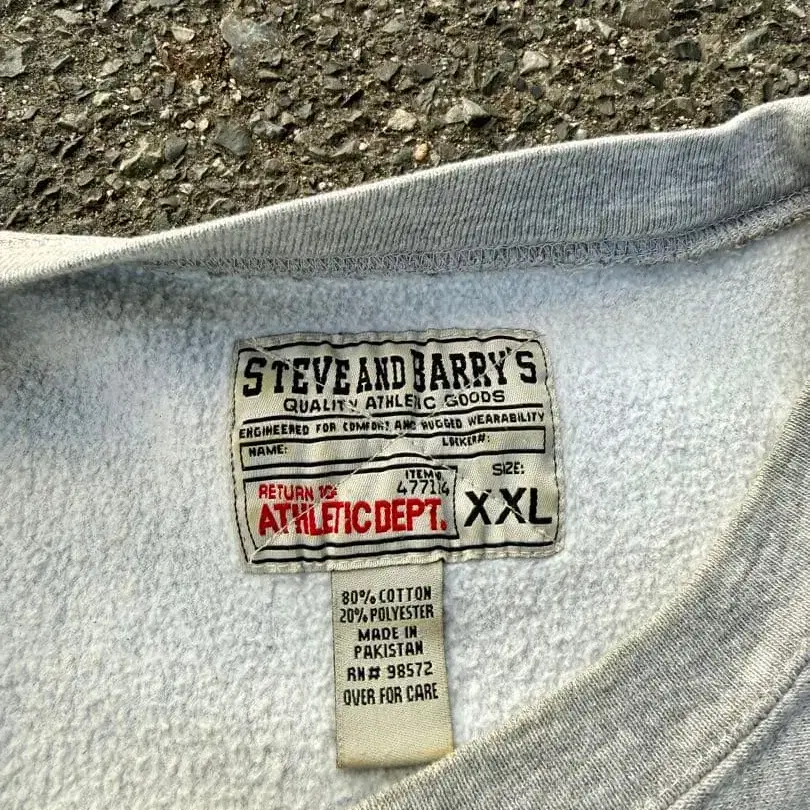 STEVE AND BARRY'S
QUALITY ATHLETIC GOODS
ENGINEERED FOR COMFORT AND RUGGED WEARABILITY
NAME: LOCKER#:
RETURN TO: ITEM#
477114 SIZE:
ATHLETIC DEPT. XXL
80% COTTON
20% POLYESTER
MADE IN
PAKISTAN
RN# 98572
OVER FOR CARE